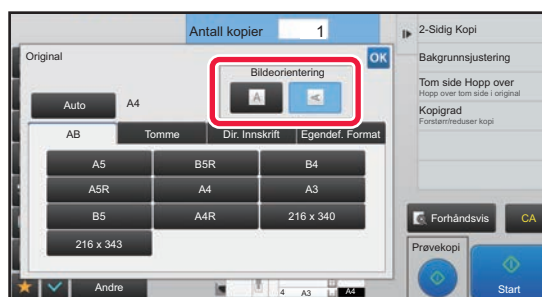 Antall kopier 1
2-Sidig Kopi
Original
OK
Bildeorientering
A A
Bakgrunnsjustering
Tom side Hopp over
Hopp over tom side i original
Auto A4
Kopigrad
Forstørr/reduser kopi
AB Tomme Dir. Innskrift Egendef. Format
A5 B5R B4
A5R A4 A3
B5 A4R 216 x 340
216 x 343
Forhåndsvis CA
Prøvekopi
Start
Andre
4 A3 A4